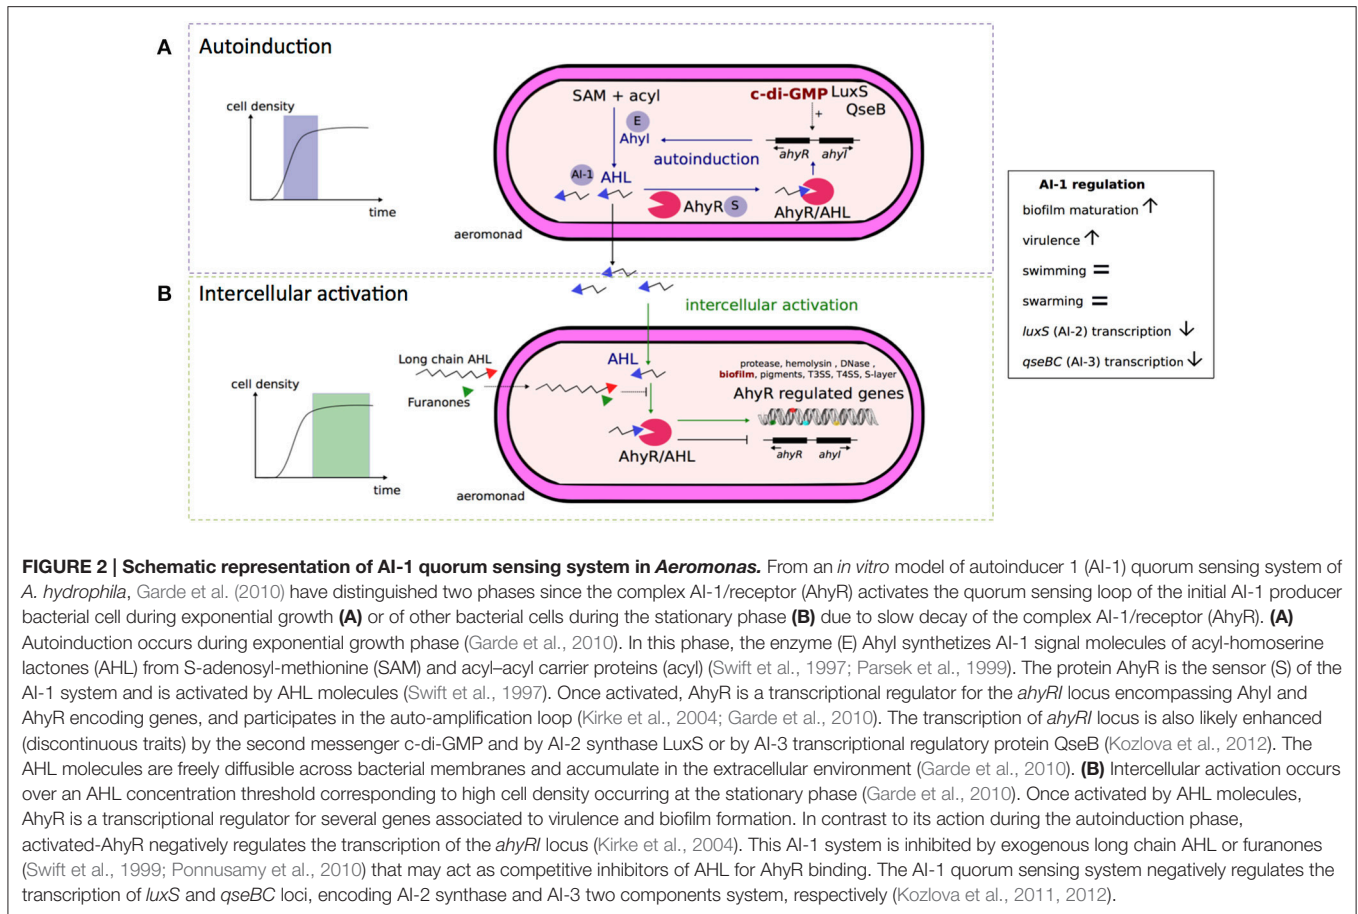 A
Autoinduction
cell density
time
SAM + acyl
E
AhyI
autoinduction
AI-1
AHL
AhyR
S
c-di-GMP LuxS
QseB
+
ahyR
ahyI
AhyR/AHL
aeromonad
B
Intercellular activation
intercellular activation
cell density
time
Long chain AHL
Furanones
AHL
protease, hemolysin , DNase ,
biofilm, pigments, T3SS, T4SS, S-layer
AhyR regulated genes
AhyR/AHL
ahyR
ahyI
aeromonad
AI-1 regulation
biofilm maturation ↑
virulence ↑
swimming =
swarming =
luxS (AI-2) transcription ↓
qseBC (AI-3) transcription ↓
FIGURE 2 | Schematic representation of AI-1 quorum sensing system in Aeromonas. From an in vitro model of autoinducer 1 (AI-1) quorum sensing system of
A. hydrophila, Garde et al. (2010) have distinguished two phases since the complex AI-1/receptor (AhyR) activates the quorum sensing loop of the initial AI-1 producer
bacterial cell during exponential growth (A) or of other bacterial cells during the stationary phase (B) due to slow decay of the complex AI-1/receptor (AhyR). (A)
Autoinduction occurs during exponential growth phase (Garde et al., 2010). In this phase, the enzyme (E) AhyI synthetizes AI-1 signal molecules of acyl-homoserine
lactones (AHL) from S-adenosyl-methionine (SAM) and acyl–acyl carrier proteins (acyl) (Swift et al., 1997; Parsek et al., 1999). The protein AhyR is the sensor (S) of the
AI-1 system and is activated by AHL molecules (Swift et al., 1997). Once activated, AhyR is a transcriptional regulator for the ahyRI locus encompassing AhyI and
AhyR encoding genes, and participates in the auto-amplification loop (Kirke et al., 2004; Garde et al., 2010). The transcription of ahyRI locus is also likely enhanced
(discontinuous traits) by the second messenger c-di-GMP and by AI-2 synthase LuxS or by AI-3 transcriptional regulatory protein QseB (Kozlova et al., 2012). The
AHL molecules are freely diffusible across bacterial membranes and accumulate in the extracellular environment (Garde et al., 2010). (B) Intercellular activation occurs
over an AHL concentration threshold corresponding to high cell density occurring at the stationary phase (Garde et al., 2010). Once activated by AHL molecules,
AhyR is a transcriptional regulator for several genes associated to virulence and biofilm formation. In contrast to its action during the autoinduction phase,
activated-AhyR negatively regulates the transcription of the ahyRI locus (Kirke et al., 2004). This AI-1 system is inhibited by exogenous long chain AHL or furanones
(Swift et al., 1999; Ponnusamy et al., 2010) that may act as competitive inhibitors of AHL for AhyR binding. The AI-1 quorum sensing system negatively regulates the
transcription of luxS and qseBC loci, encoding AI-2 synthase and AI-3 two components system, respectively (Kozlova et al., 2011, 2012).